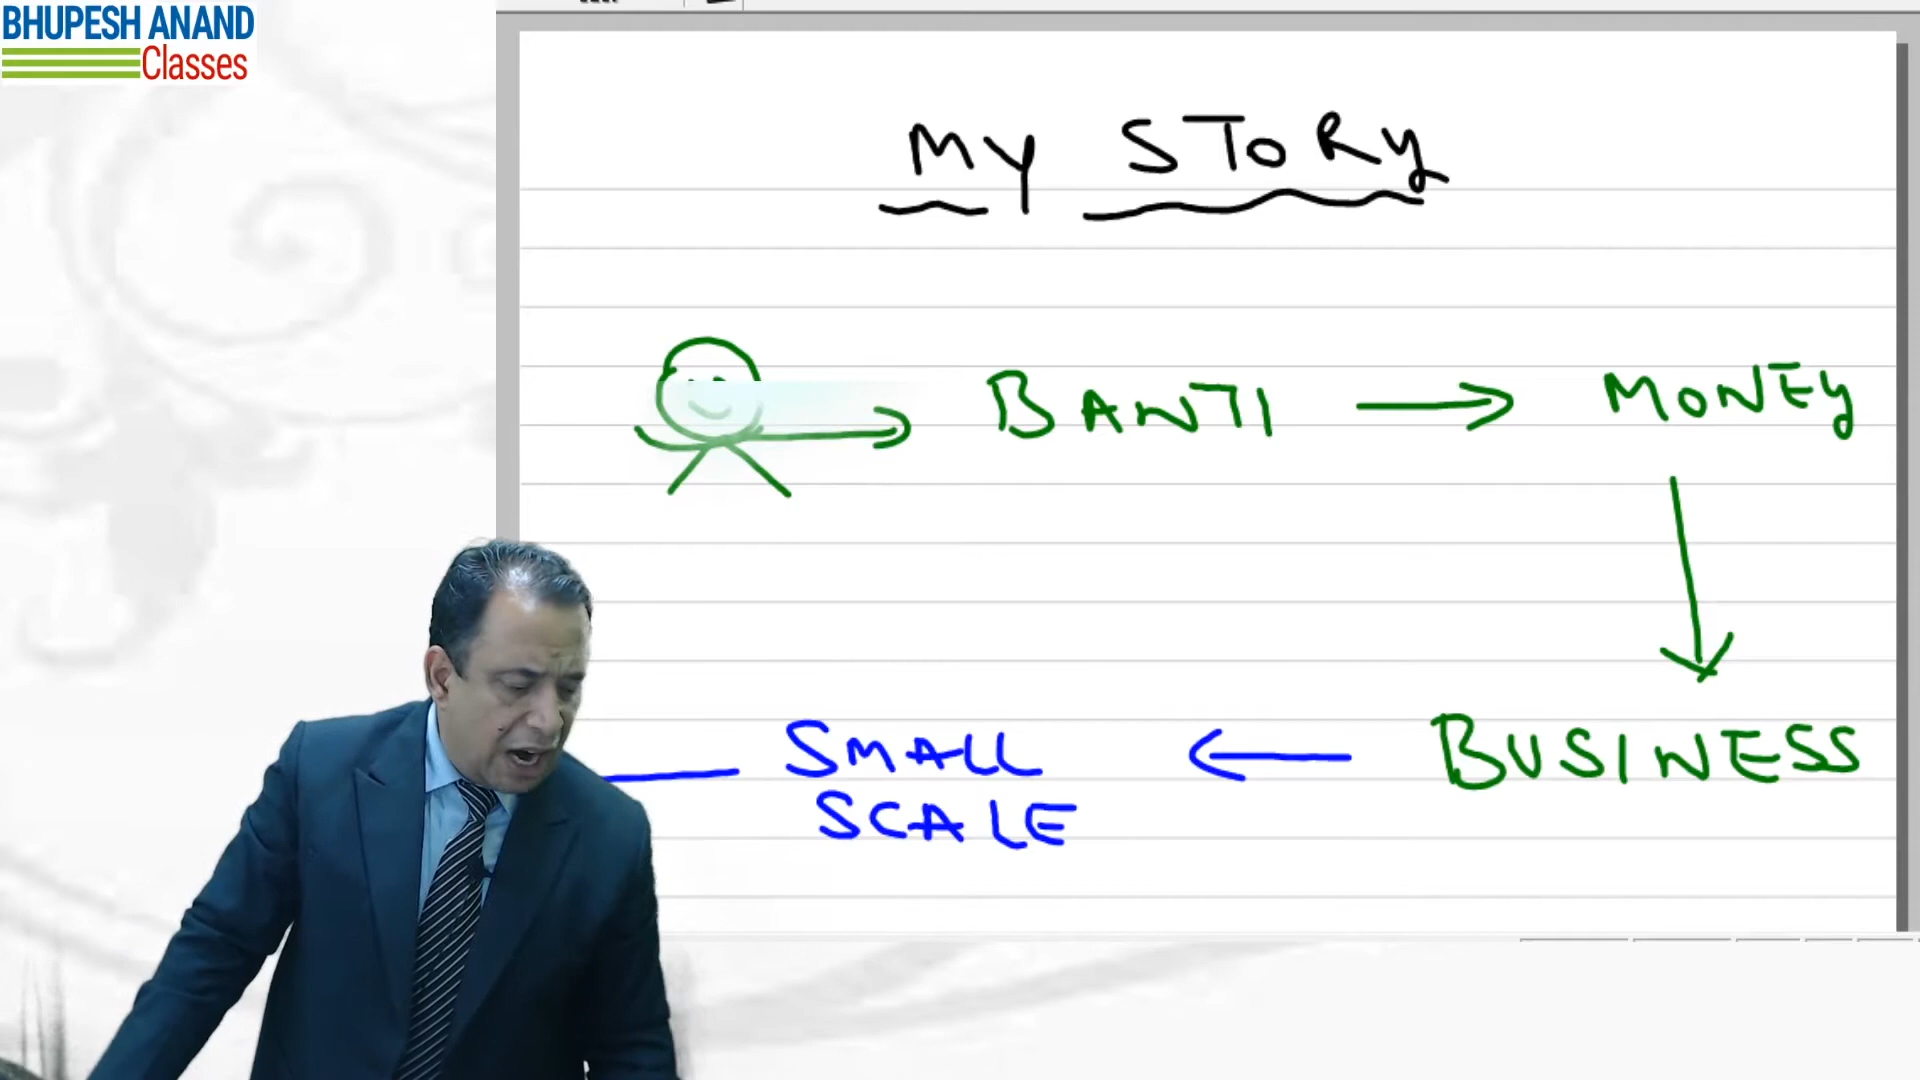 BHUPESH ANAND
Classes
MY STORY
BANTI → MONEY
SMALL ← BUSINESS
SCALE